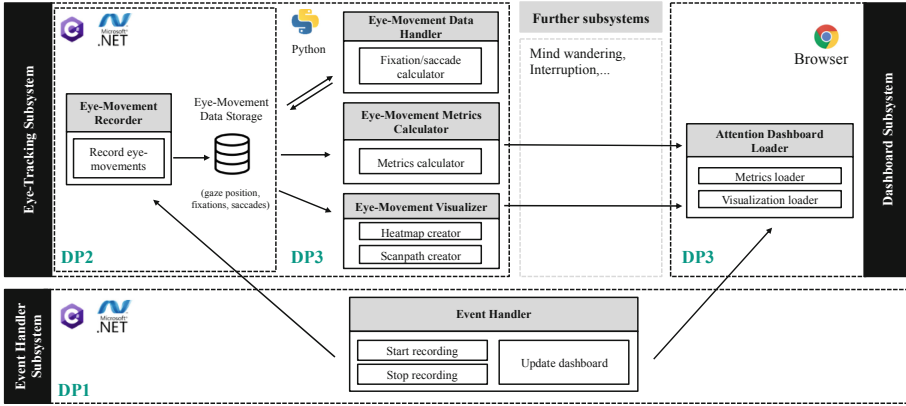 Eye-Tracking Subsystem
C#
Microsoft
.NET
Eye-Movement
Recorder
Record eye-
movements
Eye-Movement
Data Storage
(gaze position,
fixations, saccades)
DP2
Python
Eye-Movement Data
Handler
Fixation/saccade
calculator
Eye-Movement Metrics
Calculator
Metrics calculator
Eye-Movement Visualizer
Heatmap creator
Scanpath creator
DP3
Further subsystems
Mind wandering,
Interruption,...
Browser
Attention Dashboard
Loader
Metrics loader
Visualization loader
DP3
Dashboard Subsystem
Event Handler
Subsystem
C#
Microsoft
.NET
Event Handler
Start recording
Stop recording
Update dashboard
DP1